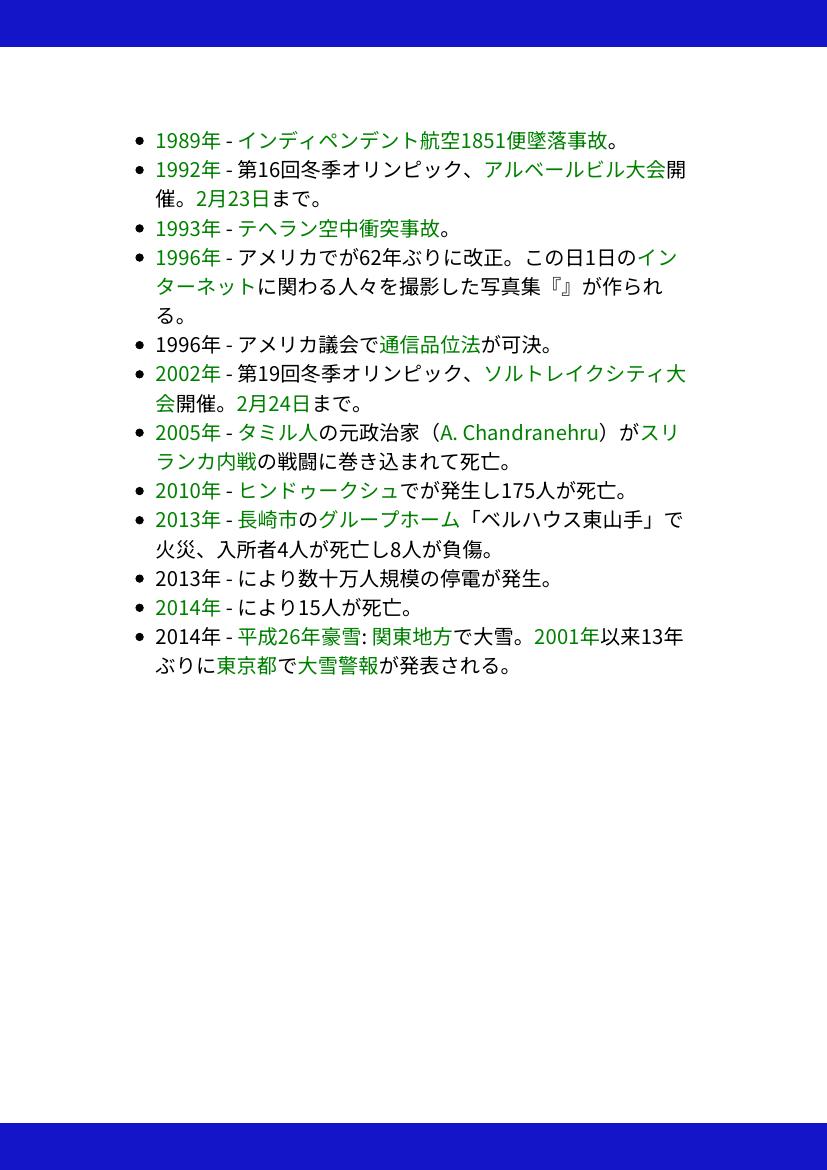 • 1989年 - インディペンデント航空1851便墜落事故。
• 1992年 - 第16回冬季オリンピック、アルベールビル大会開
催。2月23日まで。
• 1993年 - テヘラン空中衝突事故。
• 1996年 - アメリカでが62年ぶりに改正。この日1日のイン
ターネットに関わる人々を撮影した写真集『』が作られ
る。
• 1996年 - アメリカ議会で通信品位法が可決。
• 2002年 - 第19回冬季オリンピック、ソルトレイクシティ大
会開催。2月24日まで。
• 2005年 - タミル人の元政治家（A. Chandranehru）がスリ
ランカ内戦の戦闘に巻き込まれて死亡。
• 2010年 - ヒンドゥークシュでが発生し175人が死亡。
• 2013年 - 長崎市のグループホーム「ベルハウス東山手」で
火災、入所者4人が死亡し8人が負傷。
• 2013年 - により数十万人規模の停電が発生。
• 2014年 - により15人が死亡。
• 2014年 - 平成26年豪雪: 関東地方で大雪。2001年以来13年
ぶりに東京都で大雪警報が発表される。